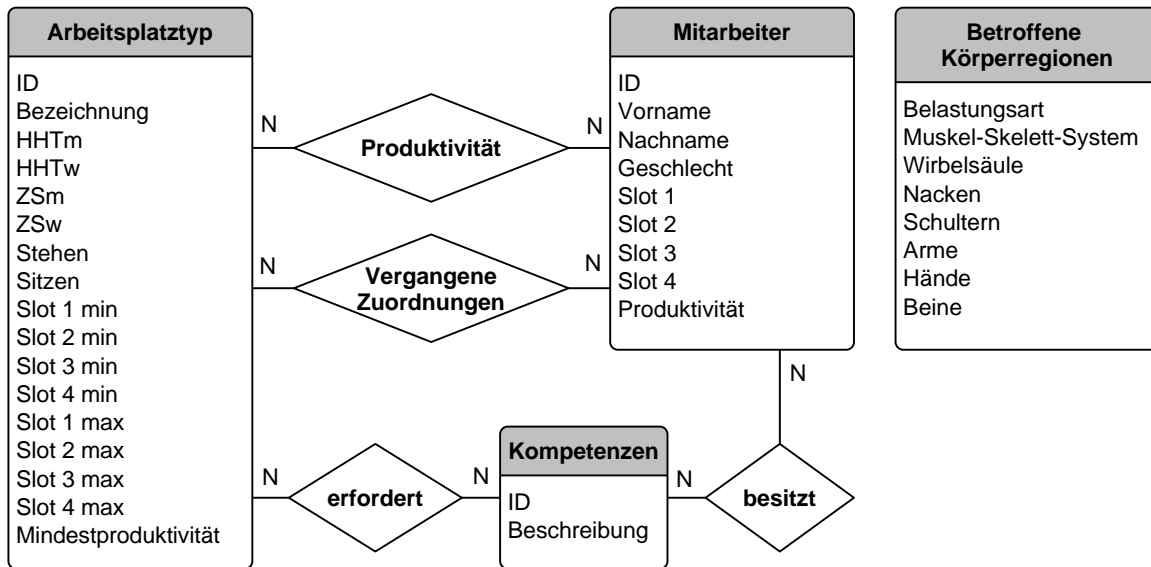 Arbeitsplatztyp
ID
Bezeichnung
HHTm
HHTw
ZSm
ZSw
Stehen
Sitzen
Slot 1 min
Slot 2 min
Slot 3 min
Slot 4 min
Slot 1 max
Slot 2 max
Slot 3 max
Slot 4 max
Mindestproduktivität
N
Produktivität
N
N
Vergangene
Zuordnungen
N
Mitarbeiter
ID
Vorname
Nachname
Geschlecht
Slot 1
Slot 2
Slot 3
Slot 4
Produktivität
Betroffene
Körperregionen
Belastungsart
Muskel-Skelett-System
Wirbelsäule
Nacken
Schultern
Arme
Hände
Beine
N
erfordert
N
Kompetenzen
ID
Beschreibung
N
besitzt
N